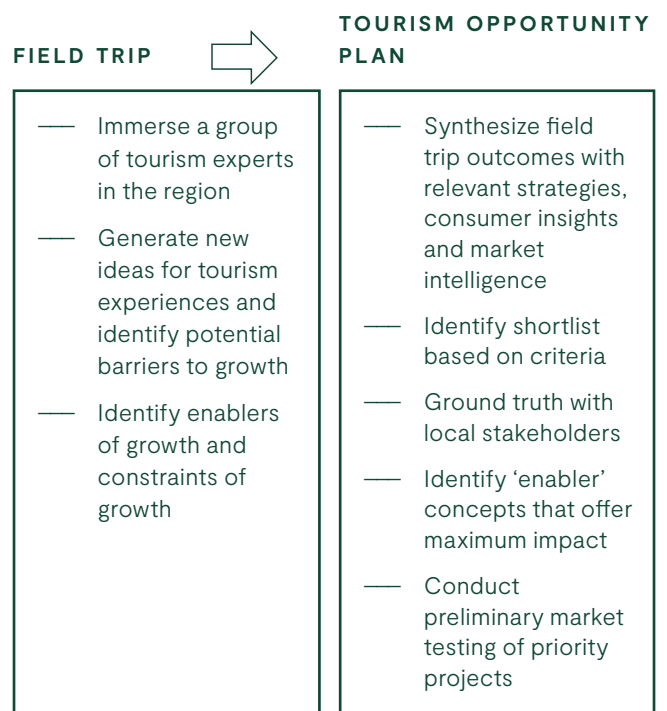 FIELD TRIP
Immerse a group
of tourism experts
in the region
Generate new
ideas for tourism
experiences and
identify potential
barriers to growth
Identify enablers
of growth and
constraints of
growth
TOURISM OPPORTUNITY
PLAN
Synthesize field
trip outcomes with
relevant strategies,
consumer insights
and market
intelligence
Identify shortlist
based on criteria
Ground truth with
local stakeholders
Identify ‘enabler’
concepts that offer
maximum impact
Conduct
preliminary market
testing of priority
projects